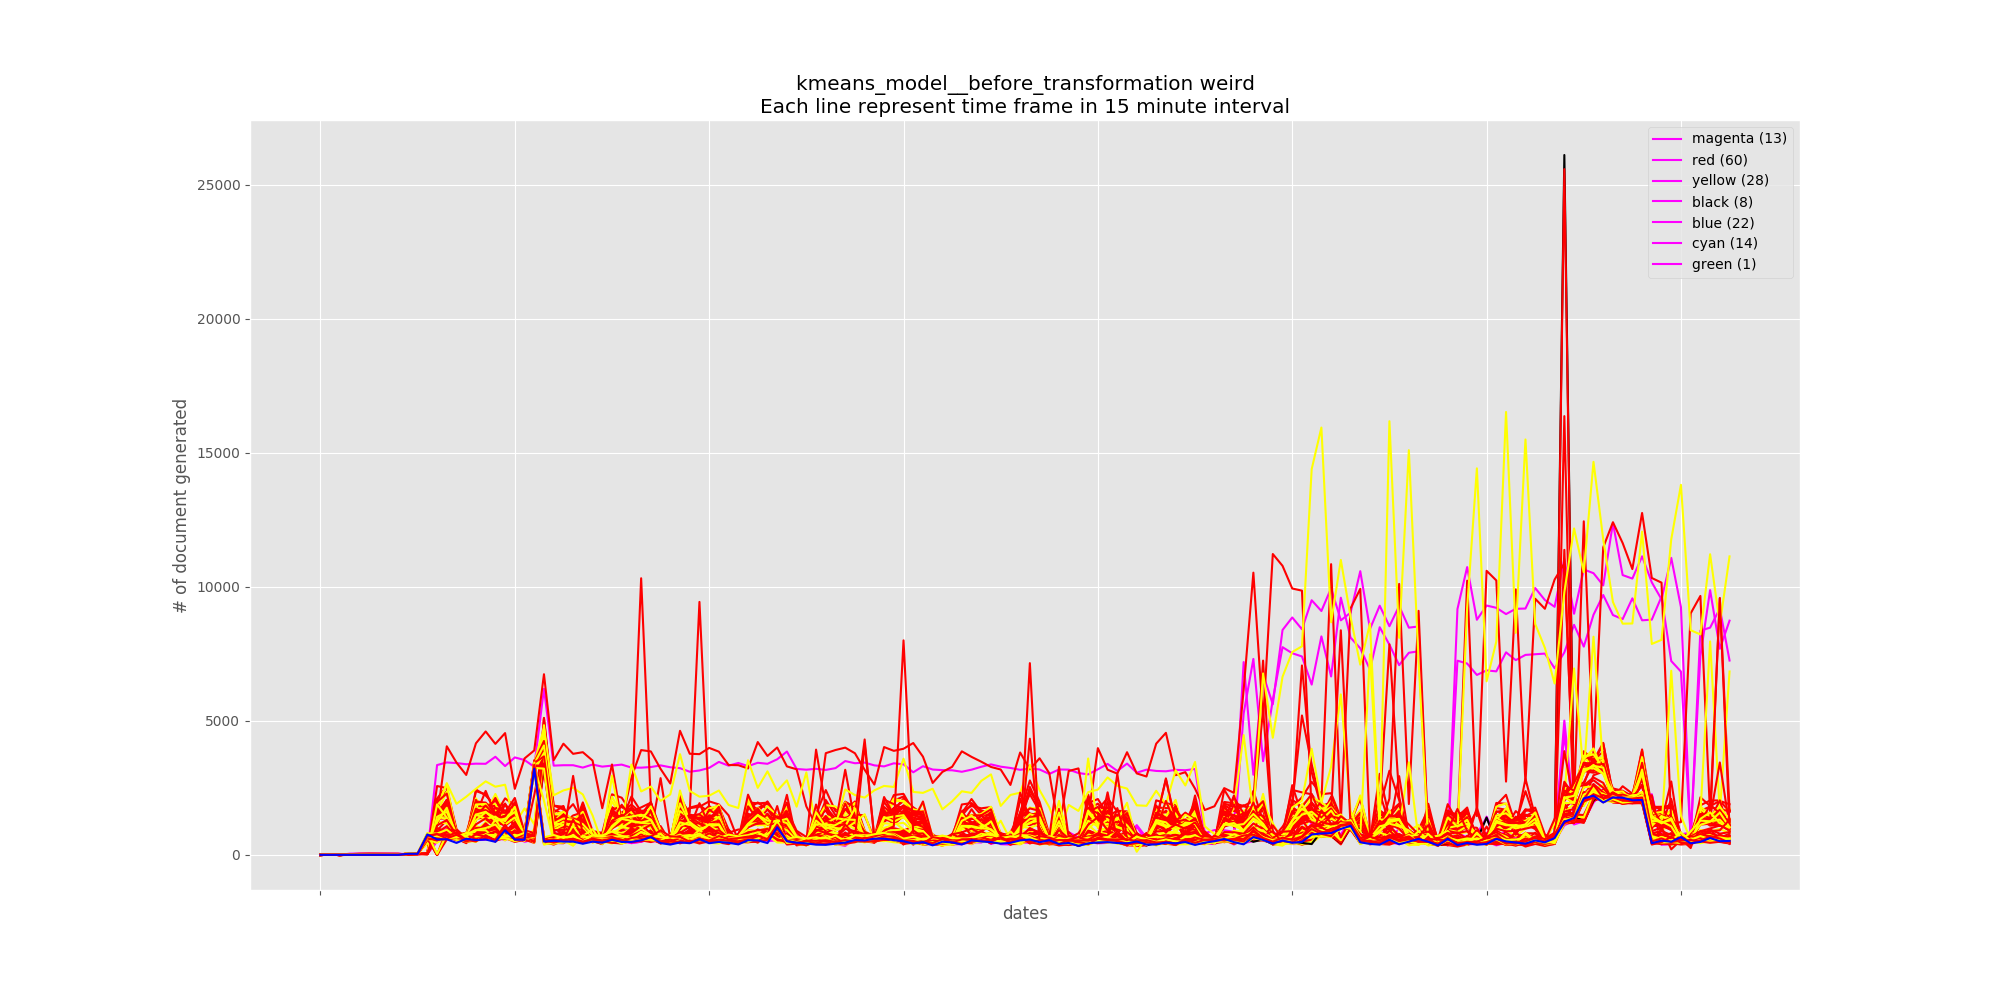 kmeans_model__before_transformation weird
Each line represent time frame in 15 minute interval
magenta (13)
red (60)
yellow (28)
black (8)
blue (22)
cyan (14)
green (1)
25000
20000
15000
10000
5000
0
# of document generated
dates